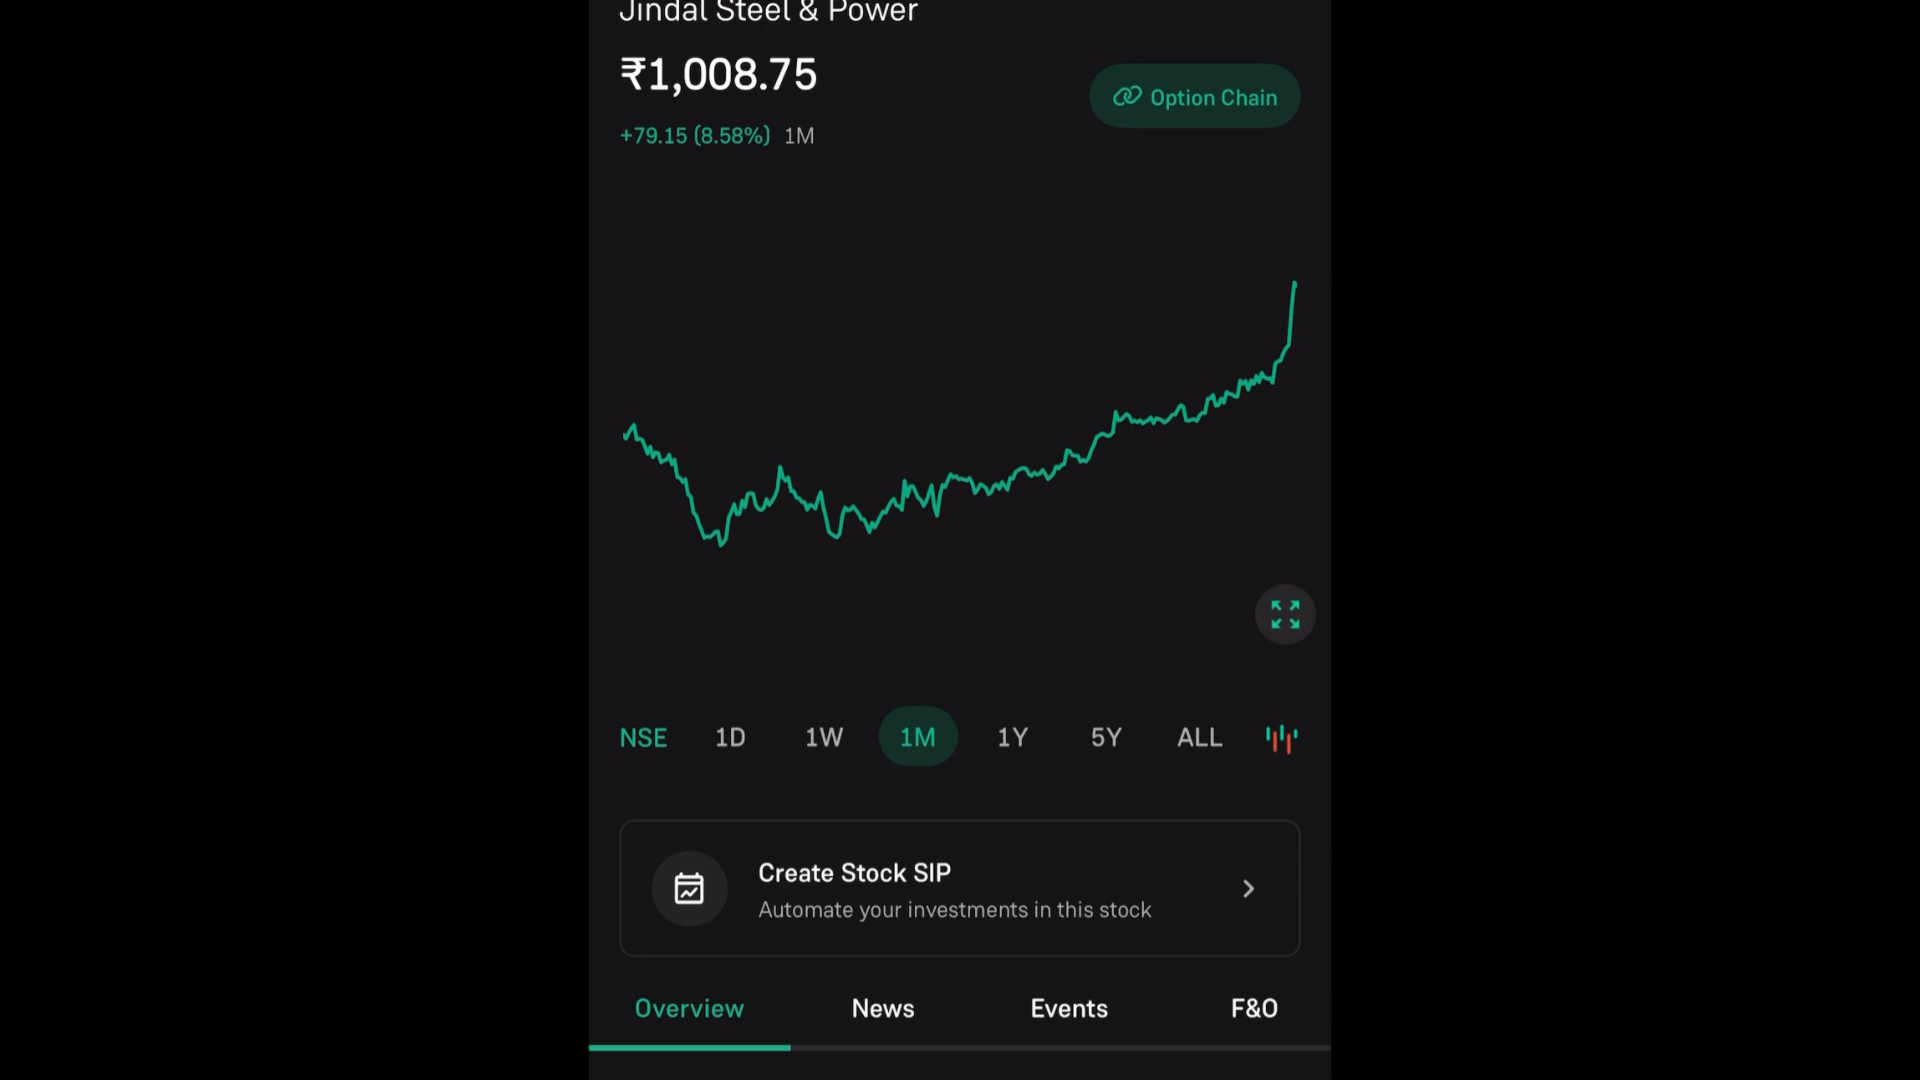 Jindal Steel & Power
₹1,008.75
Option Chain
+79.15 (8.58%) 1M
NSE 1D 1W 1M 1Y 5Y ALL
Create Stock SIP
Automate your investments in this stock
Overview News Events F&O